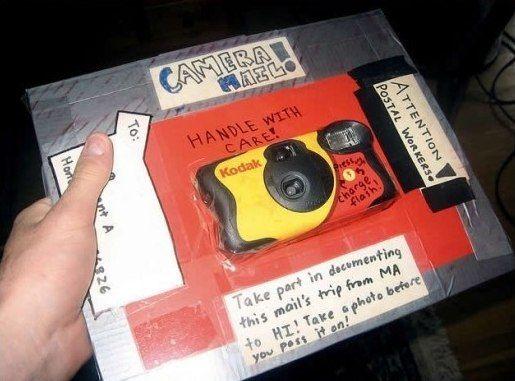 CAMERA
MAIL!
ATTENTION
POSTAL WORKERS!
TO:
HANDLE WITH
CARE!
Kodak
press
charge
flash!
A
Take part in documenting
this mail's trip from MA
to HI! Take a photo before
you pass it on!